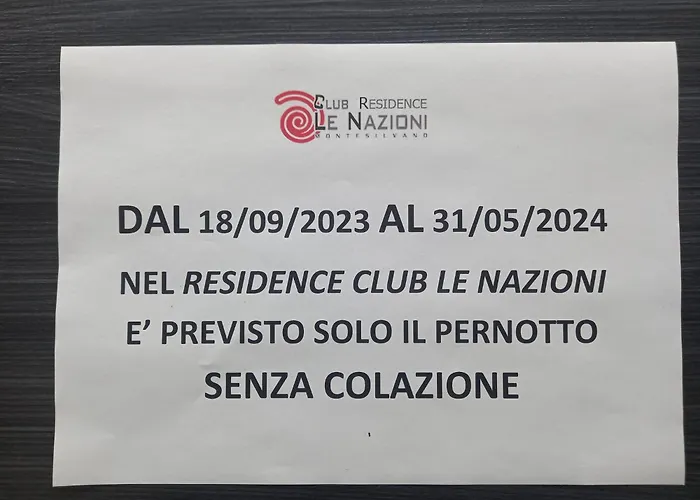 CLUB RESIDENCE
LE NAZIONI
MONTESILVANO
DAL 18/09/2023 AL 31/05/2024
NEL RESIDENCE CLUB LE NAZIONI
E' PREVISTO SOLO IL PERNOTTO
SENZA COLAZIONE